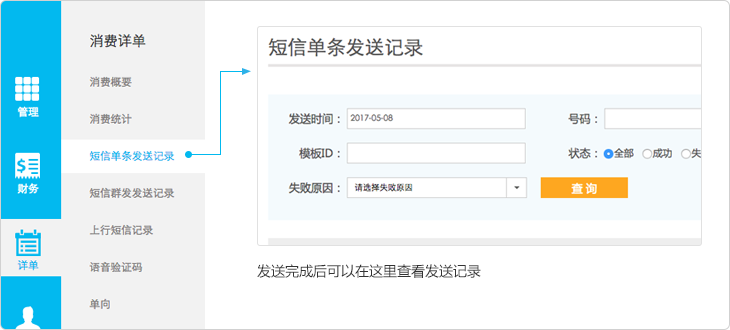 管理
财务
详单
消费详单
消费概要
消费统计
短信单条发送记录
短信群发发送记录
上行短信记录
语音验证码
单向
短信单条发送记录
发送时间： 2017-05-08 号码：
模板ID： 状态： 全部 成功 失
失败原因： 请选择失败原因 查询
发送完成后可以在这里查看发送记录